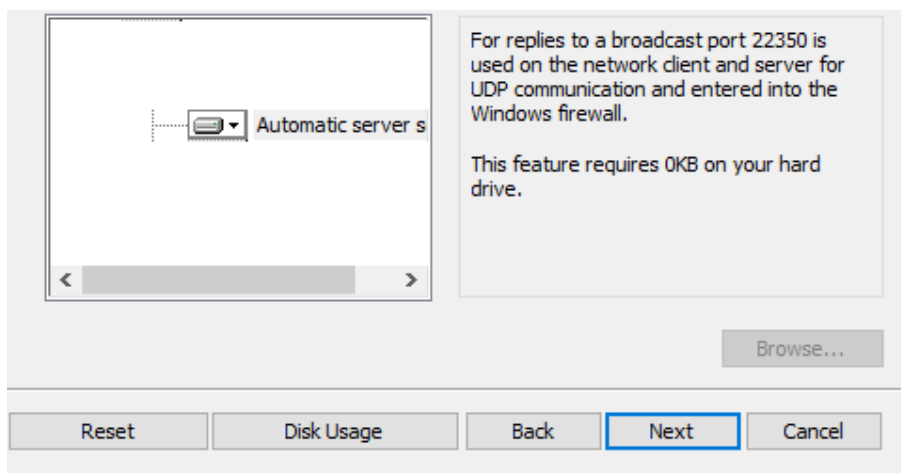 For replies to a broadcast port 22350 is
used on the network client and server for
UDP communication and entered into the
Windows firewall.
Automatic server s
This feature requires 0KB on your hard
drive.
Browse...
Reset
Disk Usage
Back
Next
Cancel